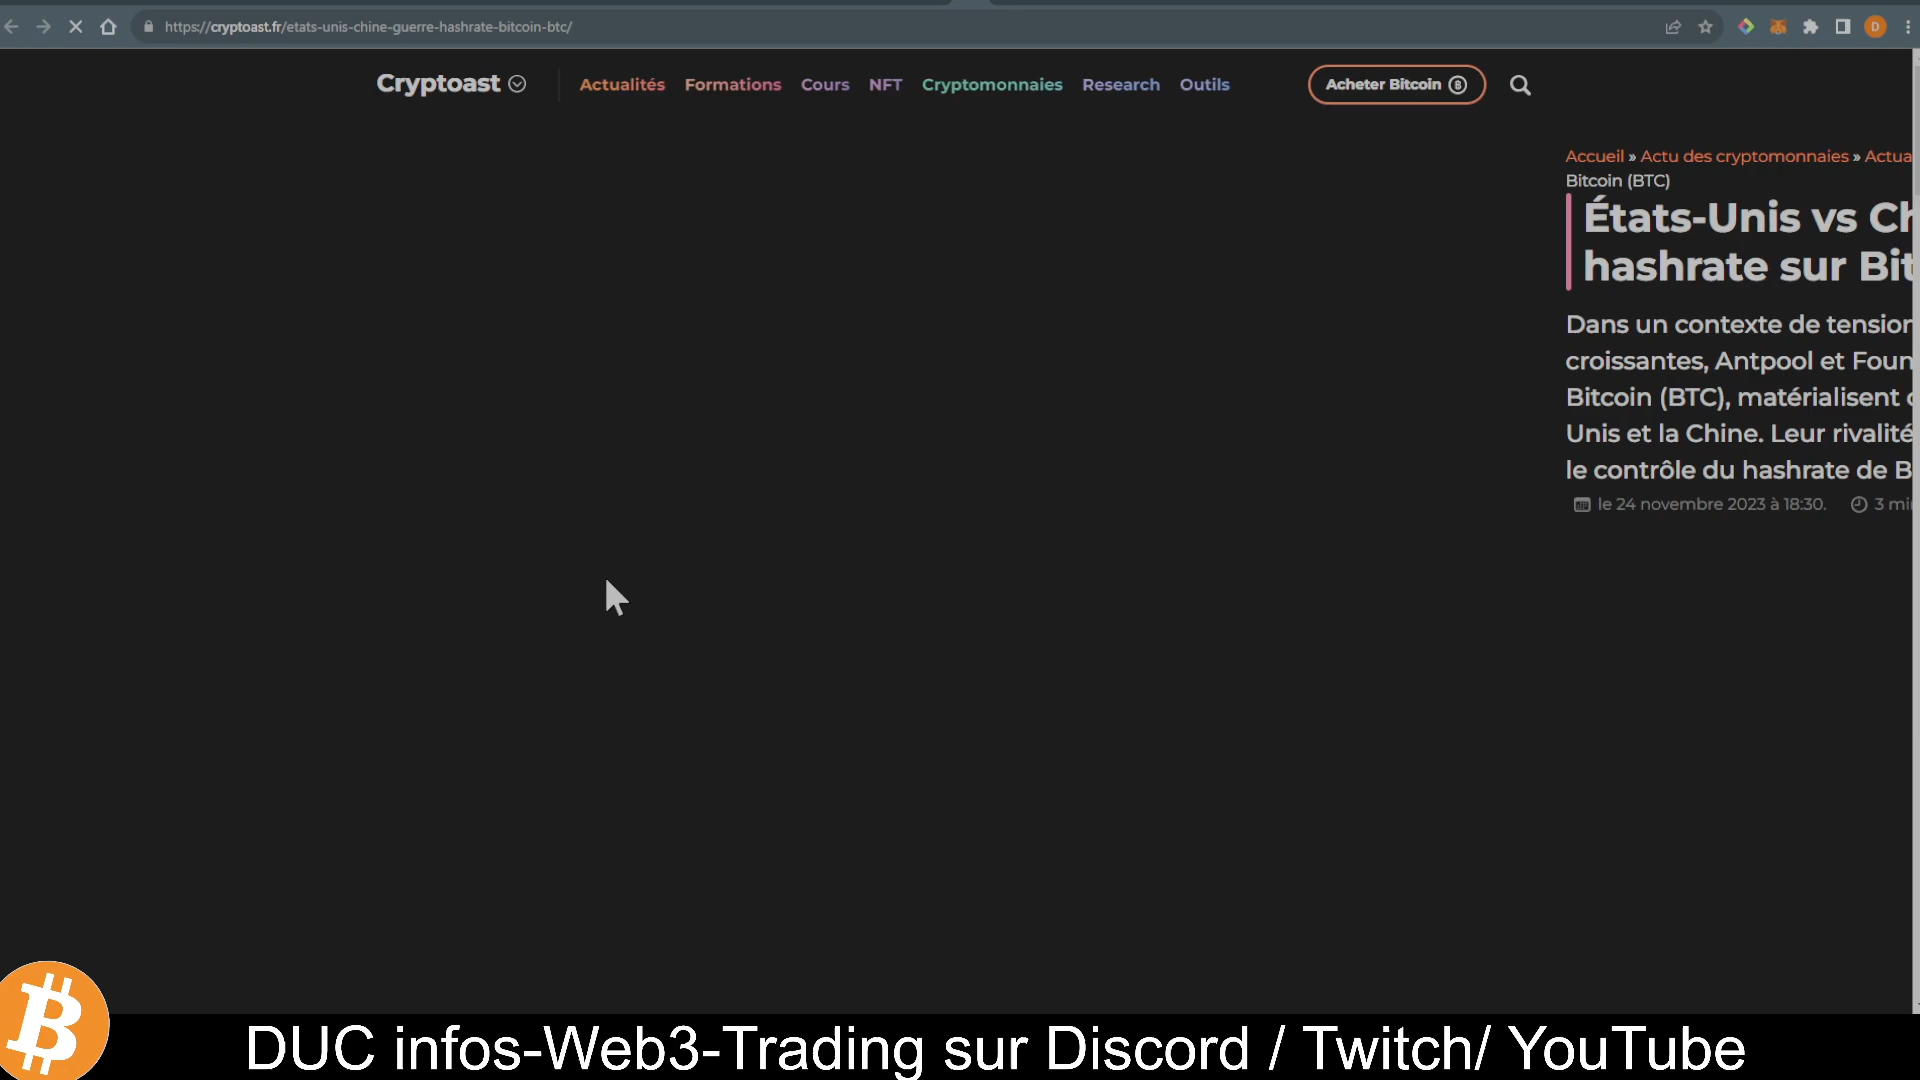 https://cryptoast.fr/etats-unis-chine-guerre-hashrate-bitcoin-btc/
D
Cryptoast
Actualités Formations Cours NFT Cryptomonnaies Research Outils
Acheter Bitcoin
Accueil » Actu des cryptomonnaies » Actua
Bitcoin (BTC)
États-Unis vs Ch
hashrate sur Bit
Dans un contexte de tension
croissantes, Antpool et Foun
Bitcoin (BTC), matérialisent
Unis et la Chine. Leur rivalité
le contrôle du hashrate de B
le 24 novembre 2023 à 18:30. 3 mi
DUC infos-Web3-Trading sur Discord / Twitch/ YouTube